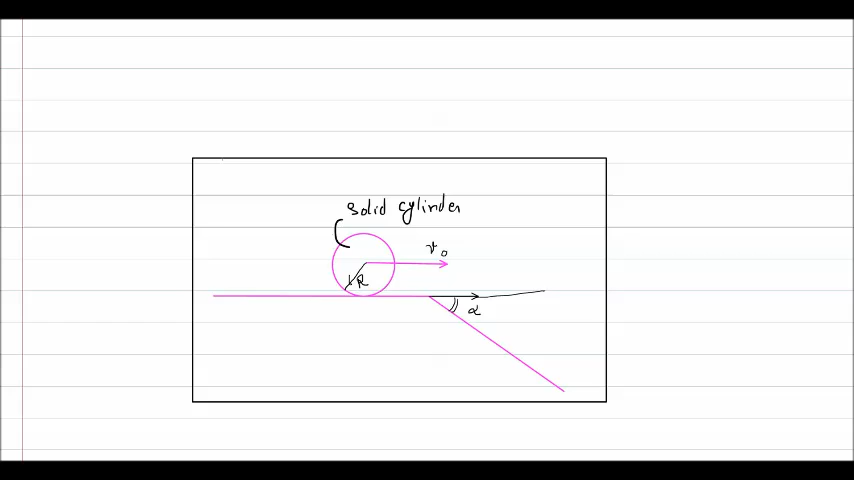 solid cylinder
v₀
R
α